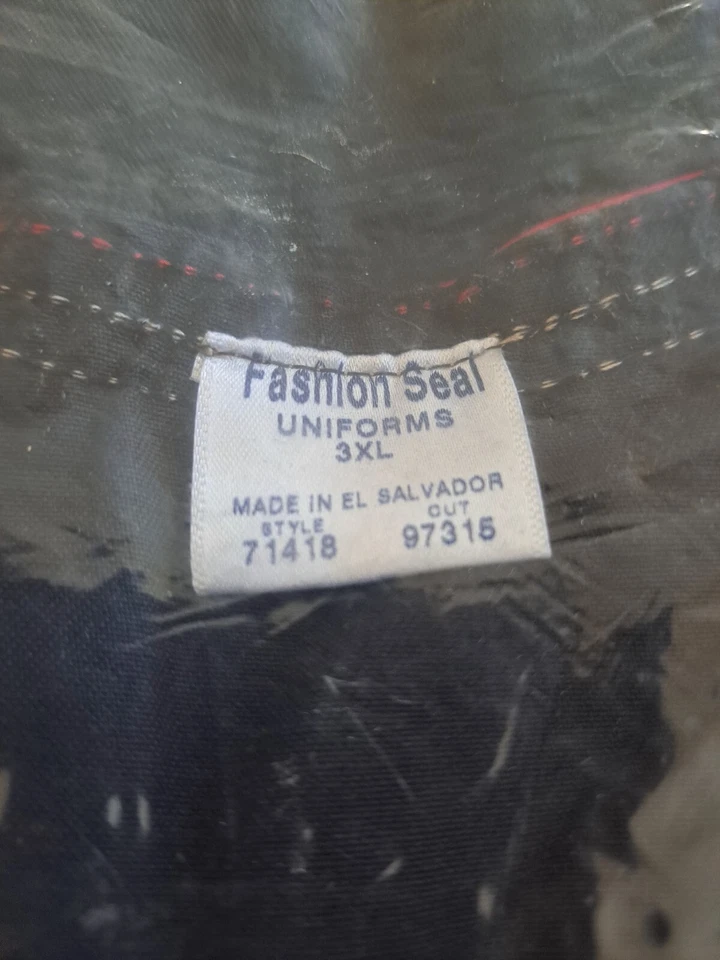 Fashion Seal
UNIFORMS
3XL
MADE IN EL SALVADOR
STYLE CUT
71418 97315